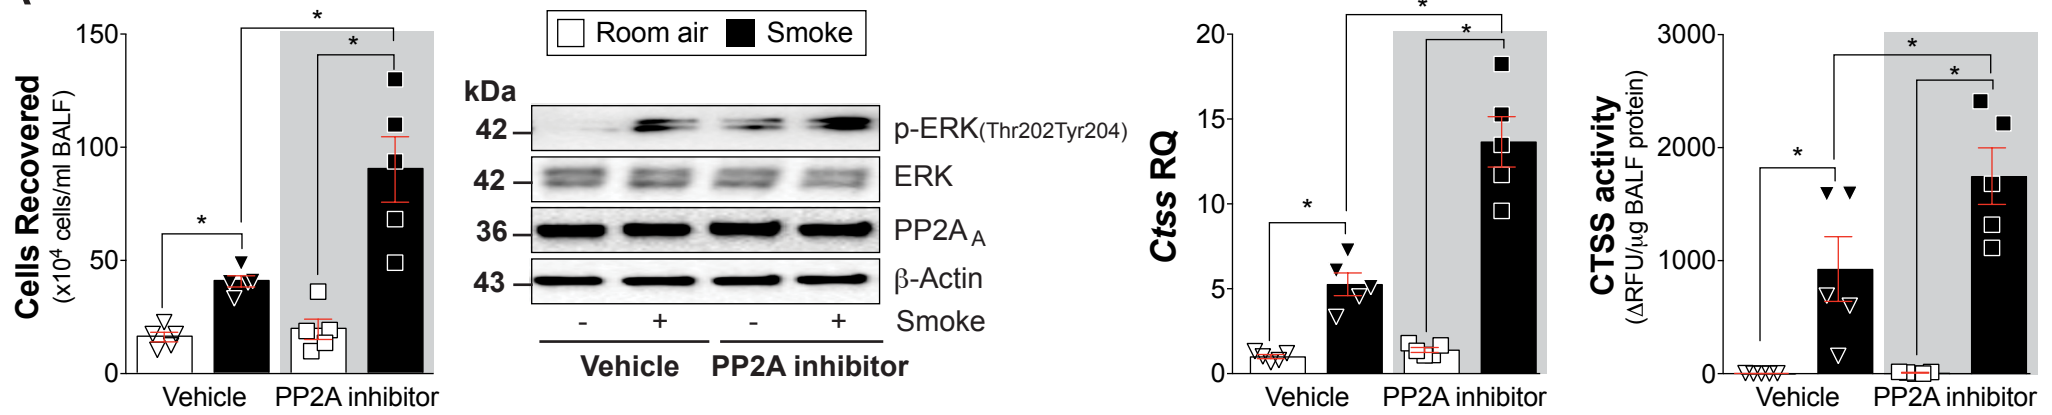 Cells Recovered
(x10⁴ cells/ml BALF)
150
100
50
0
*
*
*
Vehicle
PP2A inhibitor
Room air
Smoke
kDa
42
p-ERK(Thr202Tyr204)
42
ERK
36
PP2A_A
43
β-Actin
- + - + Smoke
Vehicle
PP2A inhibitor
Ctss RQ
20
15
10
5
0
*
*
*
Vehicle
PP2A inhibitor
CTSS activity
(ΔRFU/μg BALF protein)
3000
2000
1000
0
*
*
*
Vehicle
PP2A inhibitor